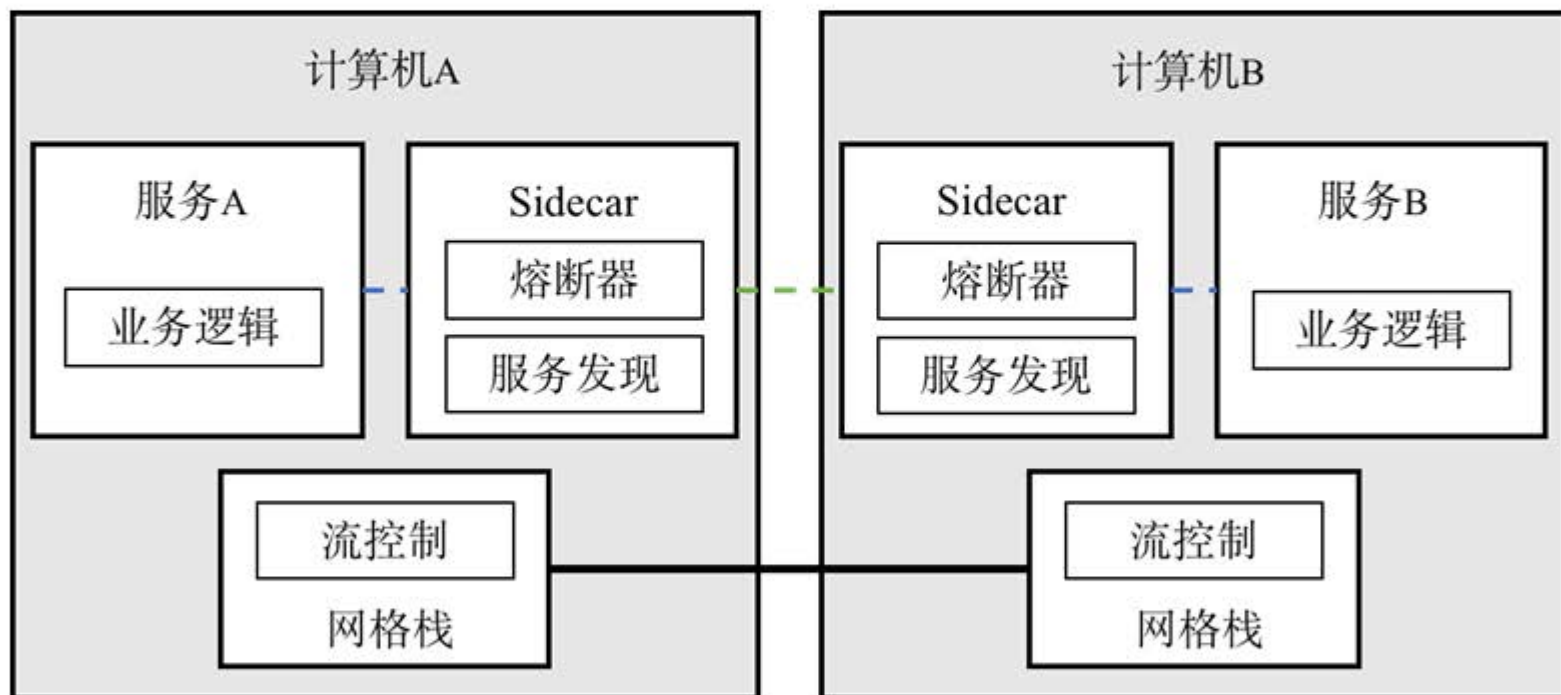 计算机A
服务A
业务逻辑
Sidecar
熔断器
服务发现
流控制
网格栈
计算机B
Sidecar
熔断器
服务发现
服务B
业务逻辑
流控制
网格栈